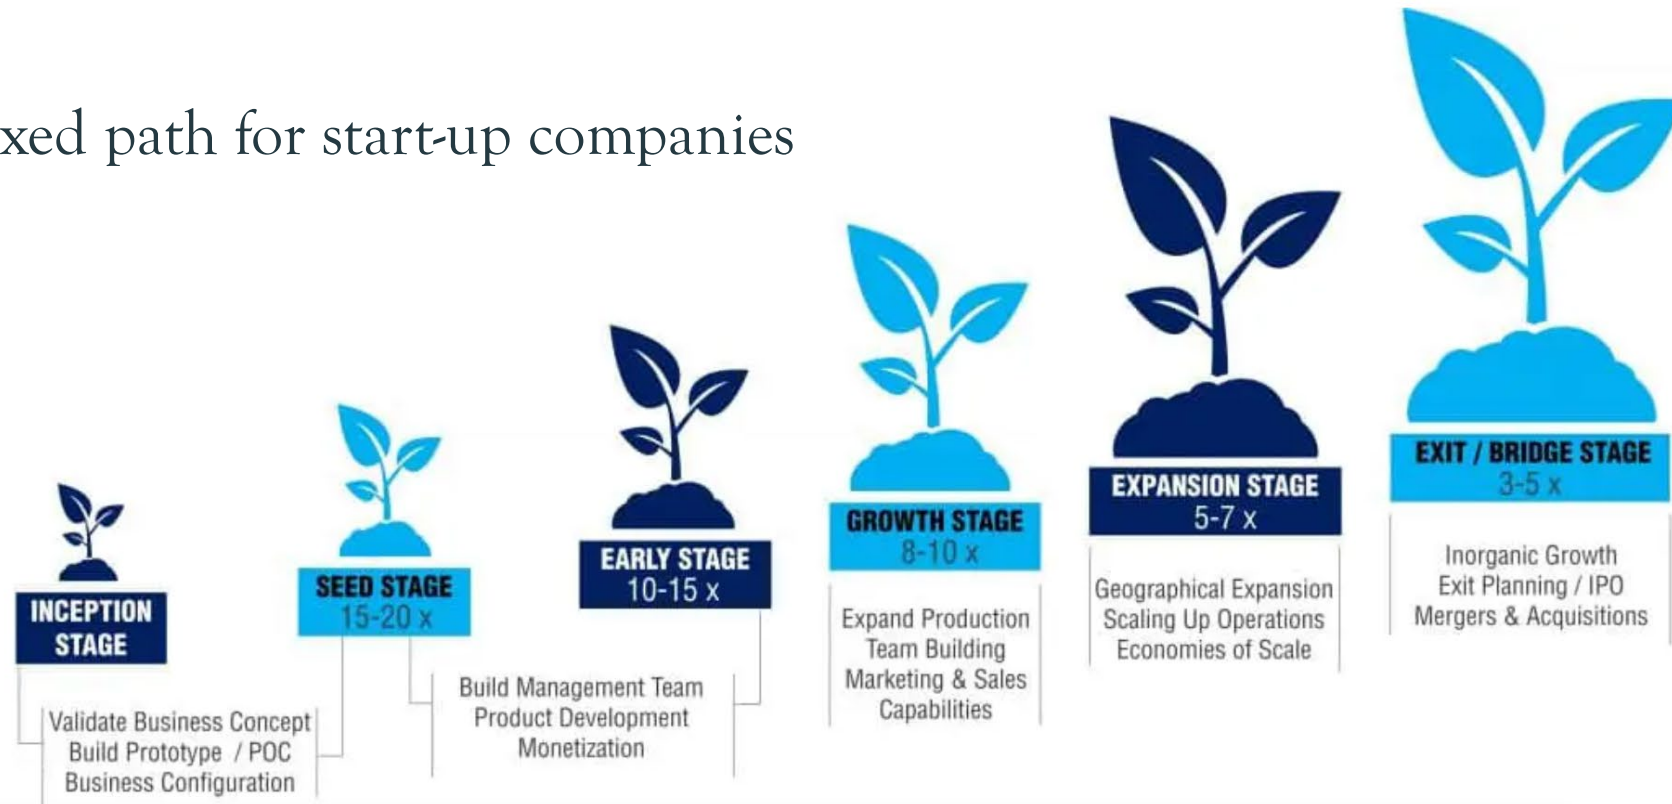 xed path for start-up companies
INCEPTION
STAGE
Validate Business Concept
Build Prototype / POC
Business Configuration
SEED STAGE
15-20 x
Build Management Team
Product Development
Monetization
EARLY STAGE
10-15 x
GROWTH STAGE
8-10 x
Expand Production
Team Building
Marketing & Sales
Capabilities
EXPANSION STAGE
5-7 x
Geographical Expansion
Scaling Up Operations
Economies of Scale
EXIT / BRIDGE STAGE
3-5 x
Inorganic Growth
Exit Planning / IPO
Mergers & Acquisitions